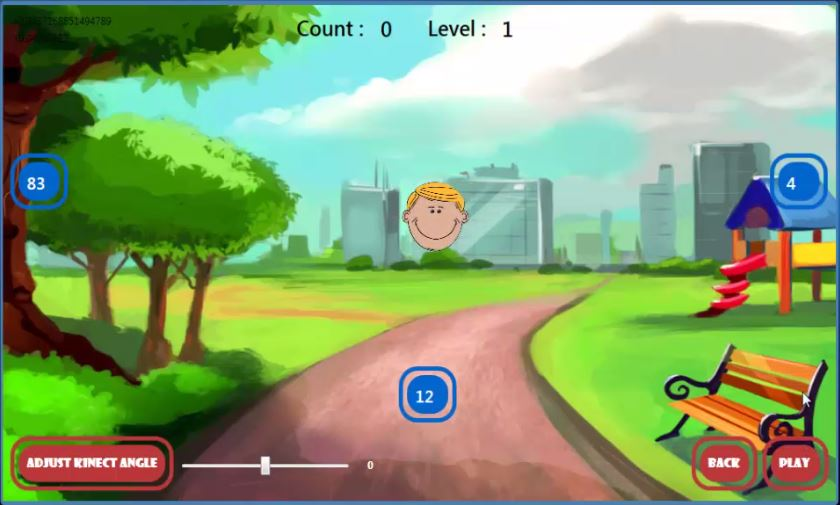 Count : 0 Level : 1
83
4
12
ADJUST KINECT ANGLE
0
BACK
PLAY